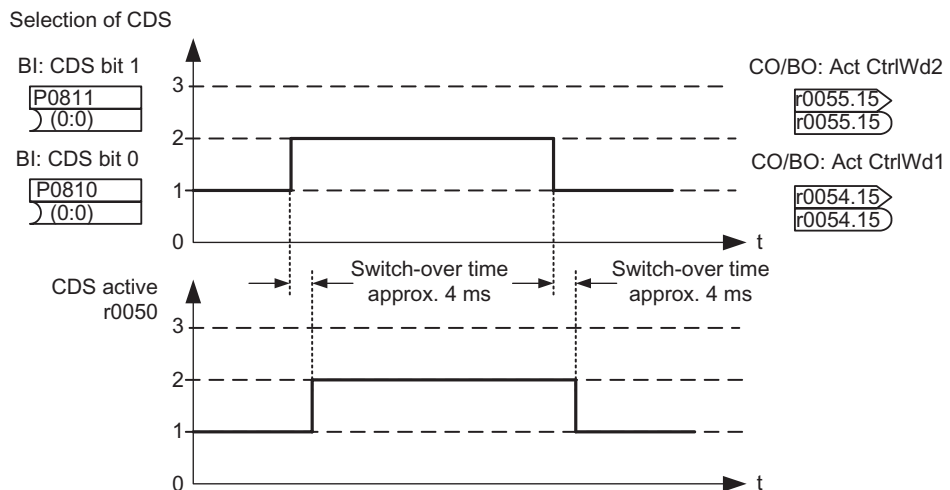 Selection of CDS
BI: CDS bit 1
P0811
(0:0)
BI: CDS bit 0
P0810
(0:0)
3
2
1
0
t
CO/BO: Act CtrlWd2
r0055.15
r0055.15
CO/BO: Act CtrlWd1
r0054.15
r0054.15
Switch-over time
approx. 4 ms
Switch-over time
approx. 4 ms
CDS active
r0050
3
2
1
0
t